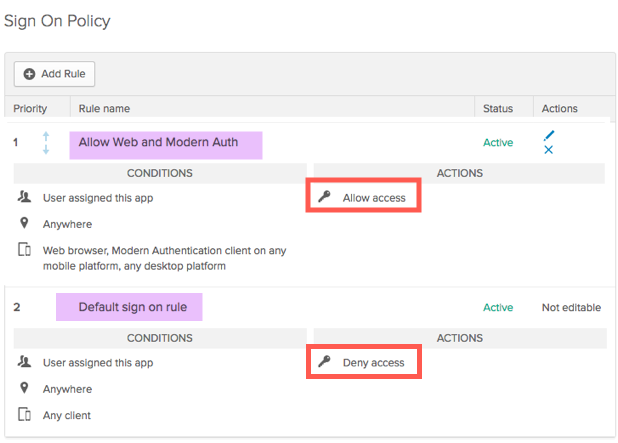 Sign On Policy
Add Rule
Priority Rule name Status Actions
1 Allow Web and Modern Auth Active
CONDITIONS ACTIONS
User assigned this app Allow access
Anywhere
Web browser, Modern Authentication client on any
mobile platform, any desktop platform
2 Default sign on rule Active Not editable
CONDITIONS ACTIONS
User assigned this app Deny access
Anywhere
Any client